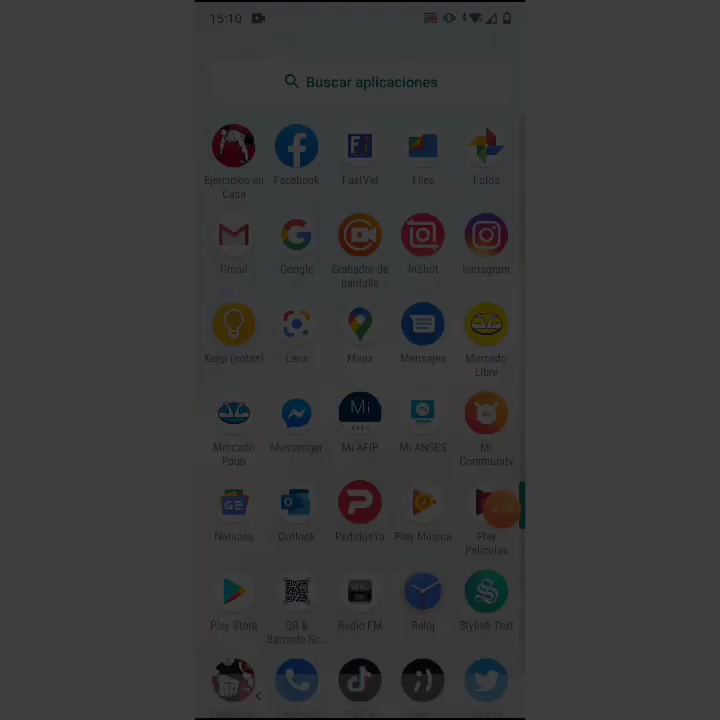 15:10
Buscar aplicaciones
Ejercicios en Casa
Facebook
FastVid
Files
Fotos
Gmail
Google
Grabador de pantalla
InShot
Instagram
Keep (notas)
Lens
Maps
Mensajes
Mercado Libre
Mercado Pago
Messenger
Mi AFIP
Mi ANSES
Mi Community
Noticias
Outlook
PedidosYa
Play Música
Play Películas
Play Store
QR & Barcode Sc...
Radio FM
Reloj
Stylish Text